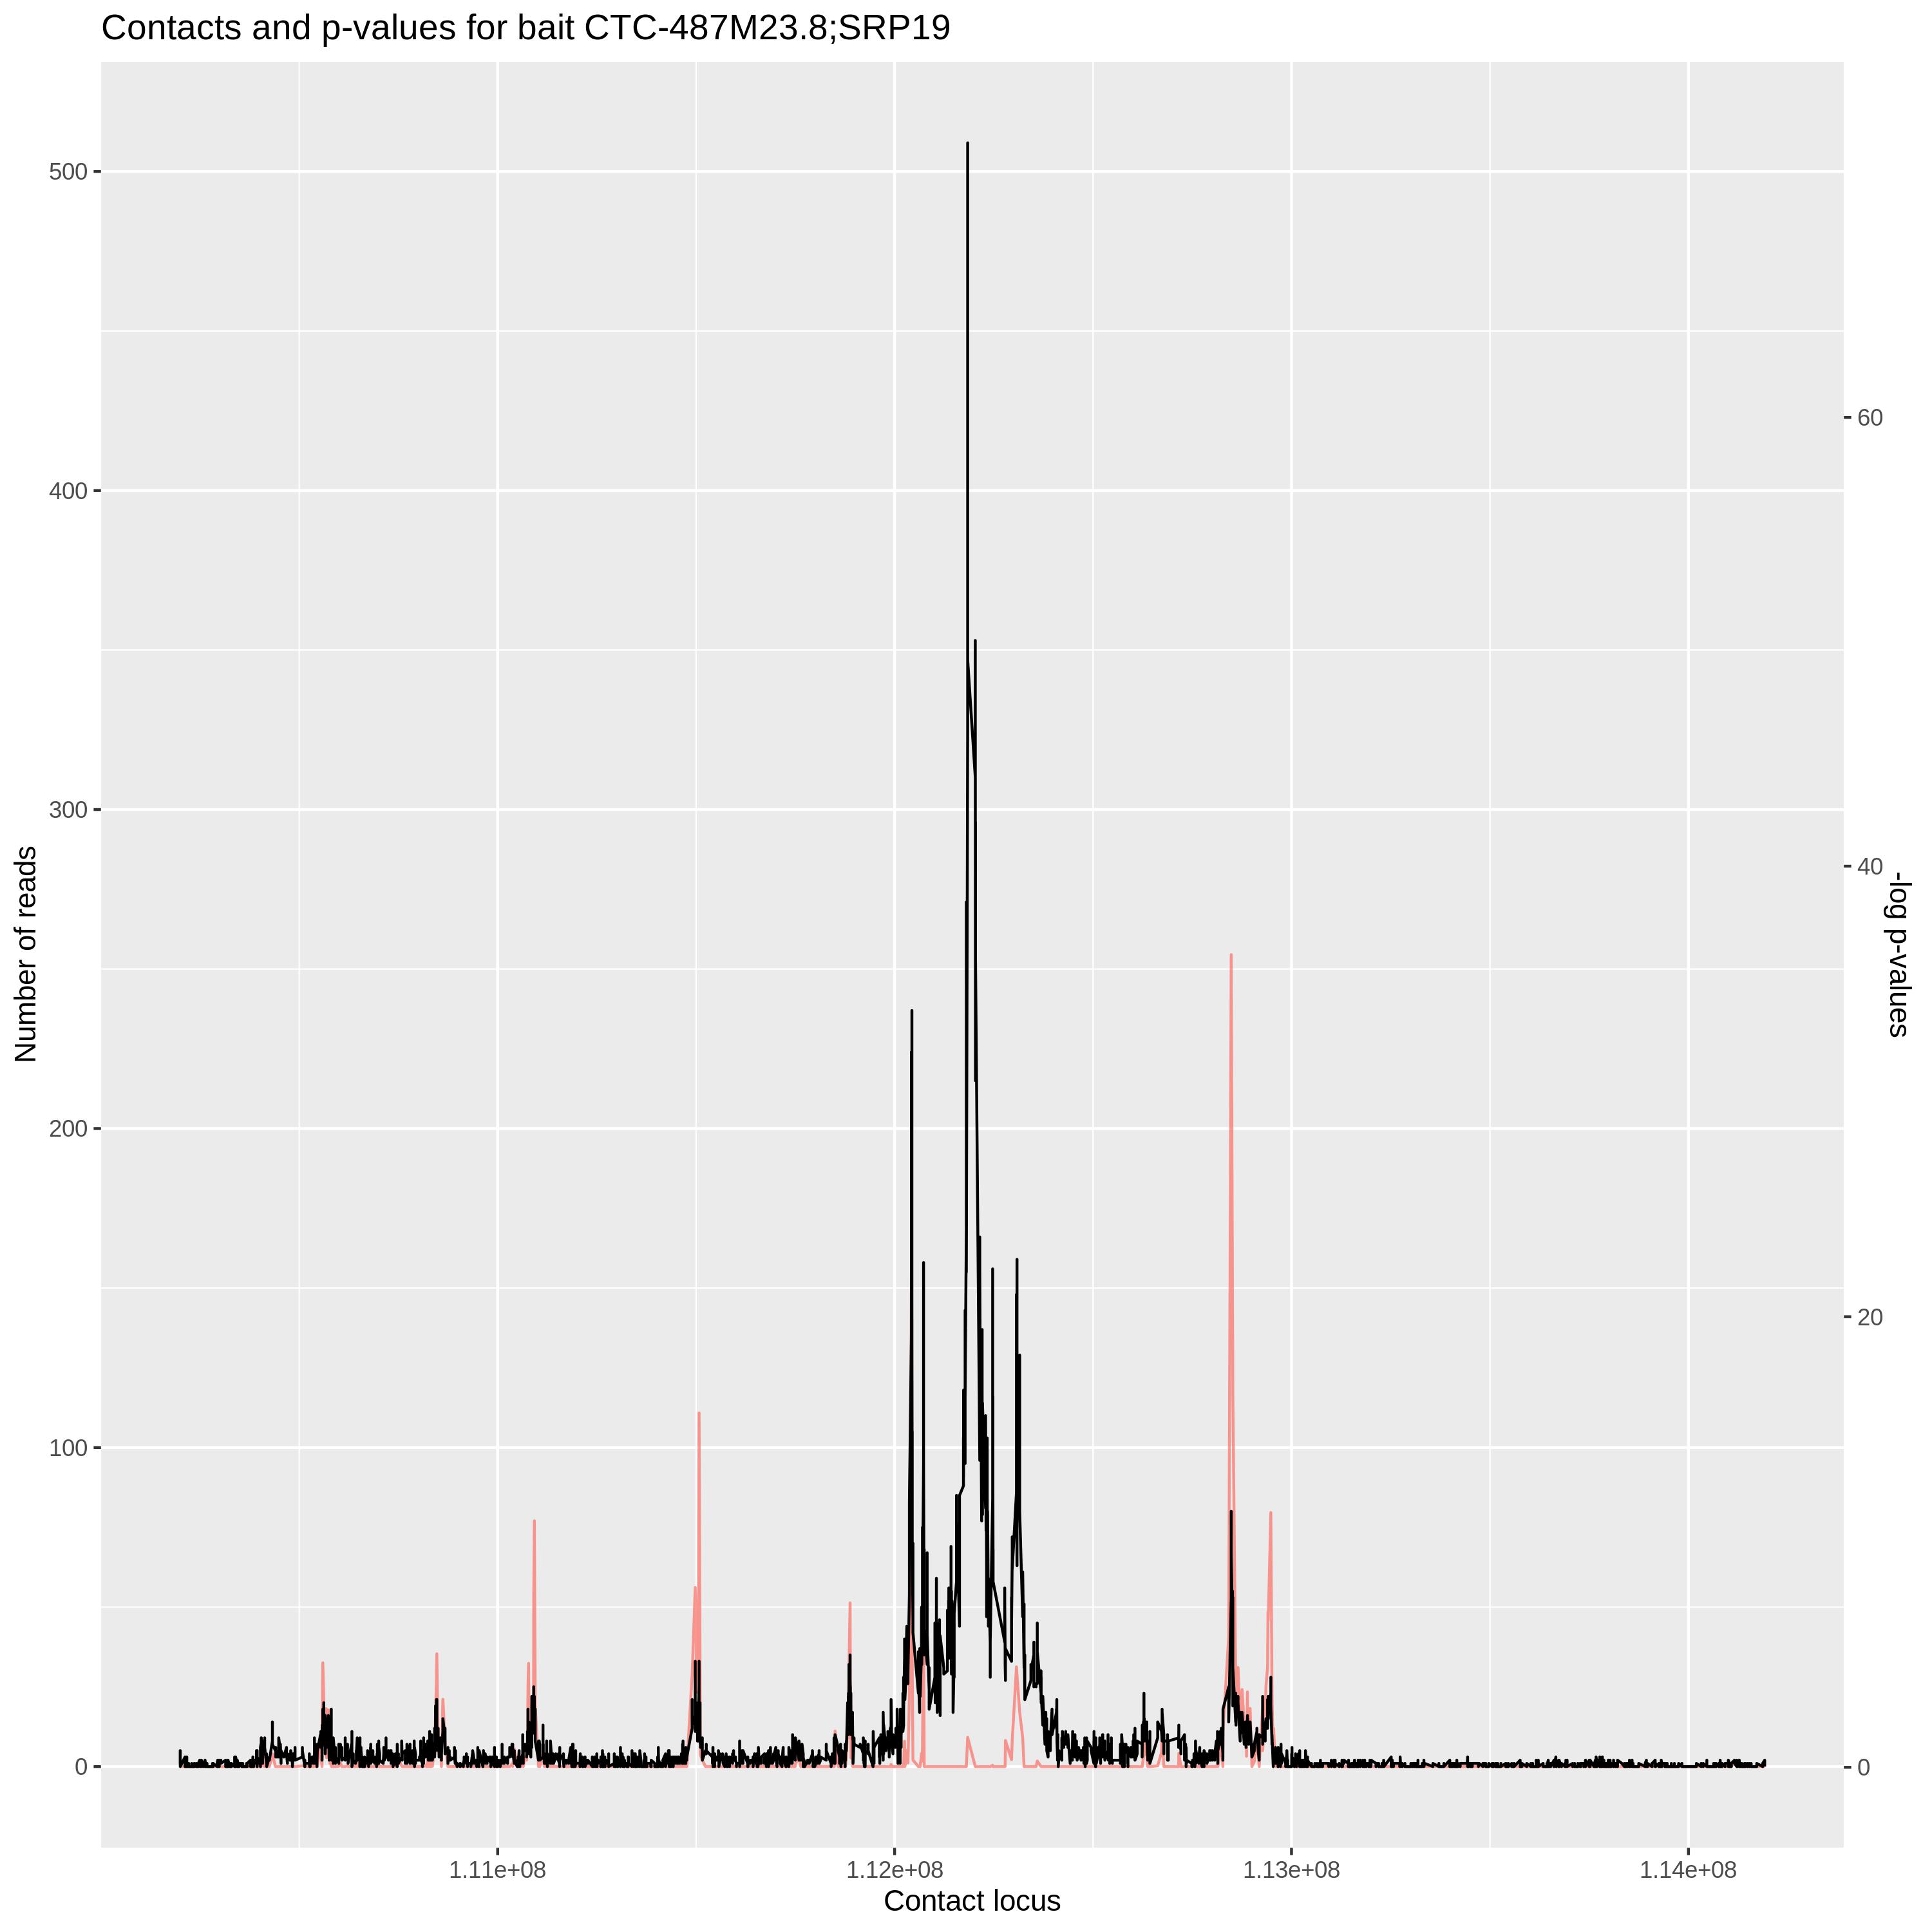 Contacts and p-values for bait CTC-487M23.8;SRP19
500
400
300
200
100
0
Number of reads
60
40
20
0
-log p-values
1.11e+08
1.12e+08
1.13e+08
1.14e+08
Contact locus